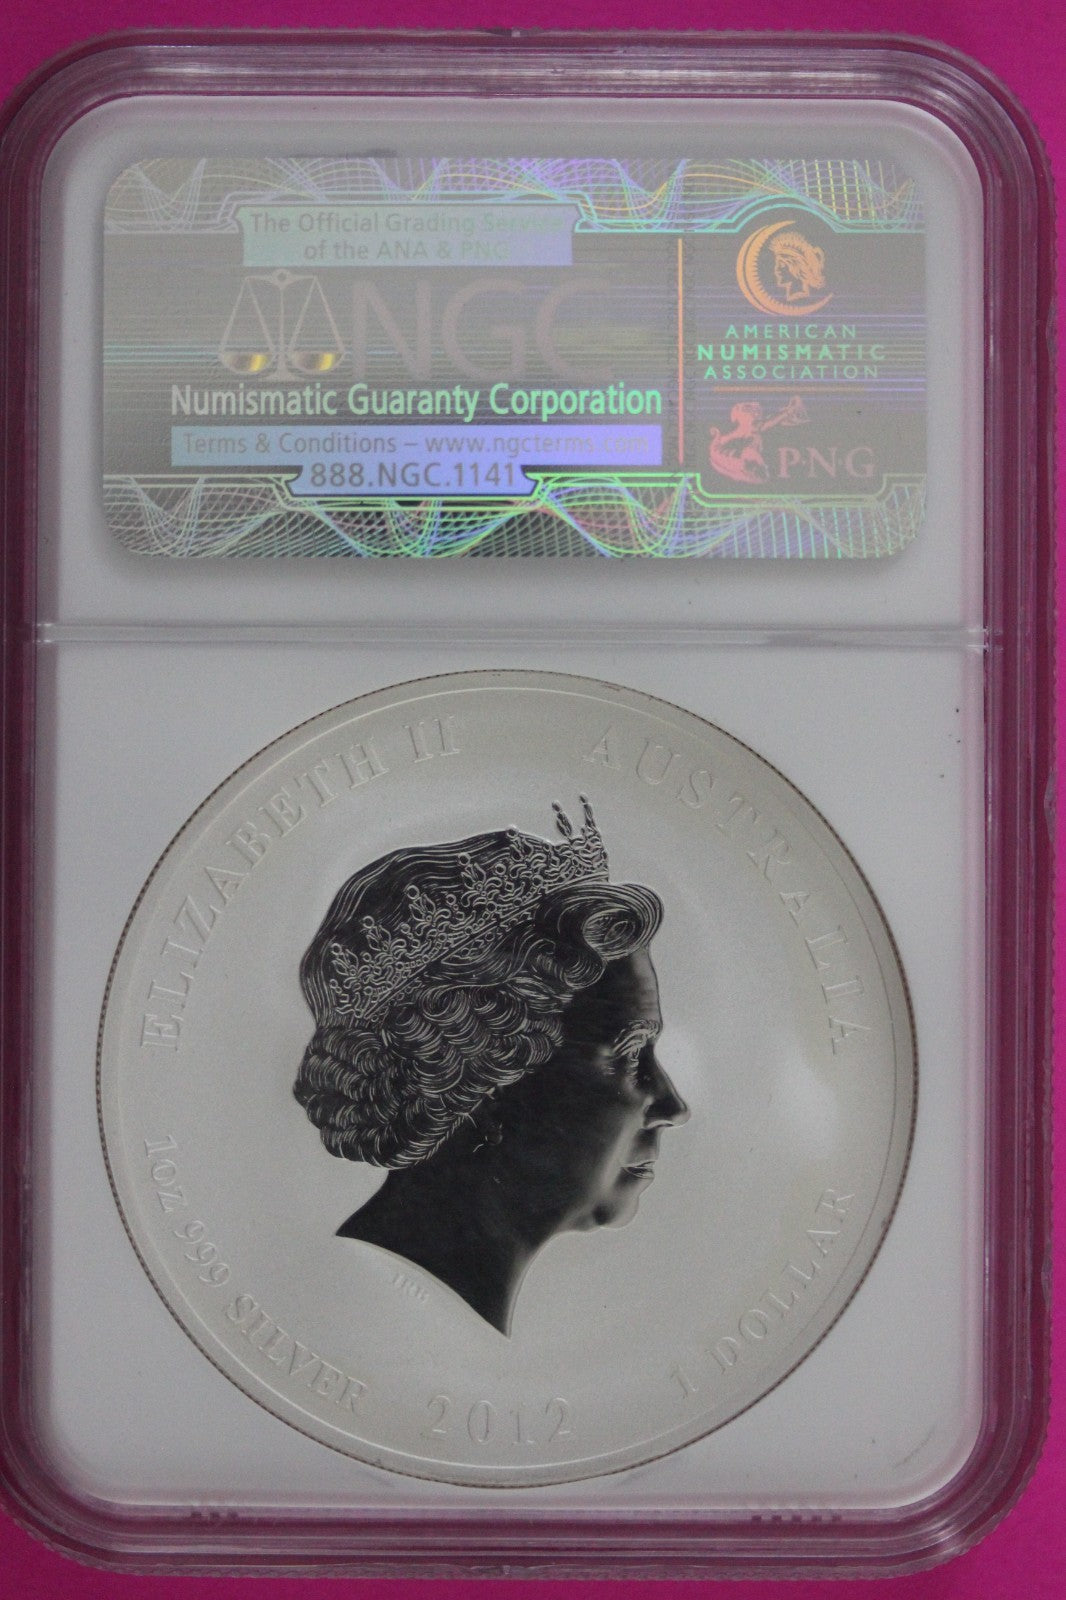 The Official Grading Service
of the ANA & PNG
NGC
Numismatic Guaranty Corporation
Terms & Conditions – www.ngcterms.com
888.NGC.1141
AMERICAN
NUMISMATIC
ASSOCIATION
P·N·G
ELIZABETH II AUSTRALIA
IRB
1oz 999 SILVER 2012 1 DOLLAR